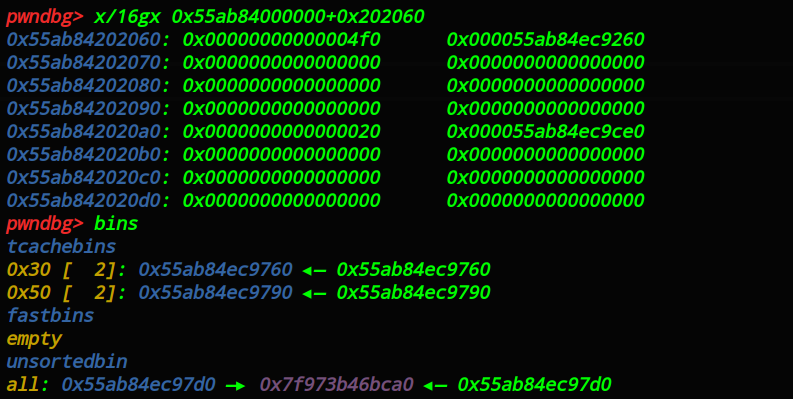 pwndbg> x/16gx 0x55ab84000000+0x202060
0x55ab84202060: 0x00000000000004f0 0x000055ab84ec9260
0x55ab84202070: 0x0000000000000000 0x0000000000000000
0x55ab84202080: 0x0000000000000000 0x0000000000000000
0x55ab84202090: 0x0000000000000000 0x0000000000000000
0x55ab842020a0: 0x0000000000000020 0x000055ab84ec9ce0
0x55ab842020b0: 0x0000000000000000 0x0000000000000000
0x55ab842020c0: 0x0000000000000000 0x0000000000000000
0x55ab842020d0: 0x0000000000000000 0x0000000000000000
pwndbg> bins
tcachebins
0x30 [  2]: 0x55ab84ec9760 ◂— 0x55ab84ec9760
0x50 [  2]: 0x55ab84ec9790 ◂— 0x55ab84ec9790
fastbins
empty
unsortedbin
all: 0x55ab84ec97d0 —▸ 0x7f973b46bca0 ◂— 0x55ab84ec97d0